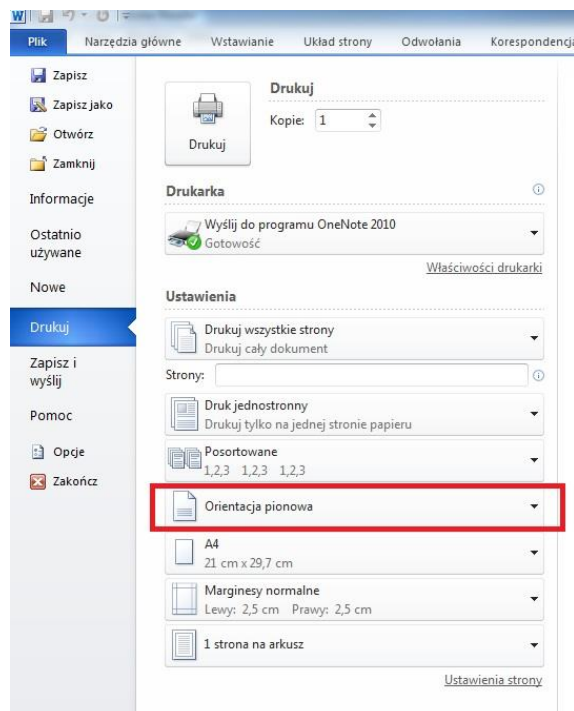 Plik Narzędzia główne Wstawianie Układ strony Odwołania Korespondencja
Zapisz
Zapisz jako
Otwórz
Zamknij
Informacje
Ostatnio
używane
Nowe
Drukuj
Zapisz i
wyślij
Pomoc
Opcje
Zakończ
Drukuj
Drukuj
Kopie: 1
Drukarka
Wyślij do programu OneNote 2010
Gotowość
Właściwości drukarki
Ustawienia
Drukuj wszystkie strony
Drukuj cały dokument
Strony:
Druk jednostronny
Drukuj tylko na jednej stronie papieru
Posortowane
1,2,3 1,2,3 1,2,3
Orientacja pionowa
A4
21 cm x 29,7 cm
Marginesy normalne
Lewy: 2,5 cm Prawy: 2,5 cm
1 strona na arkusz
Ustawienia strony